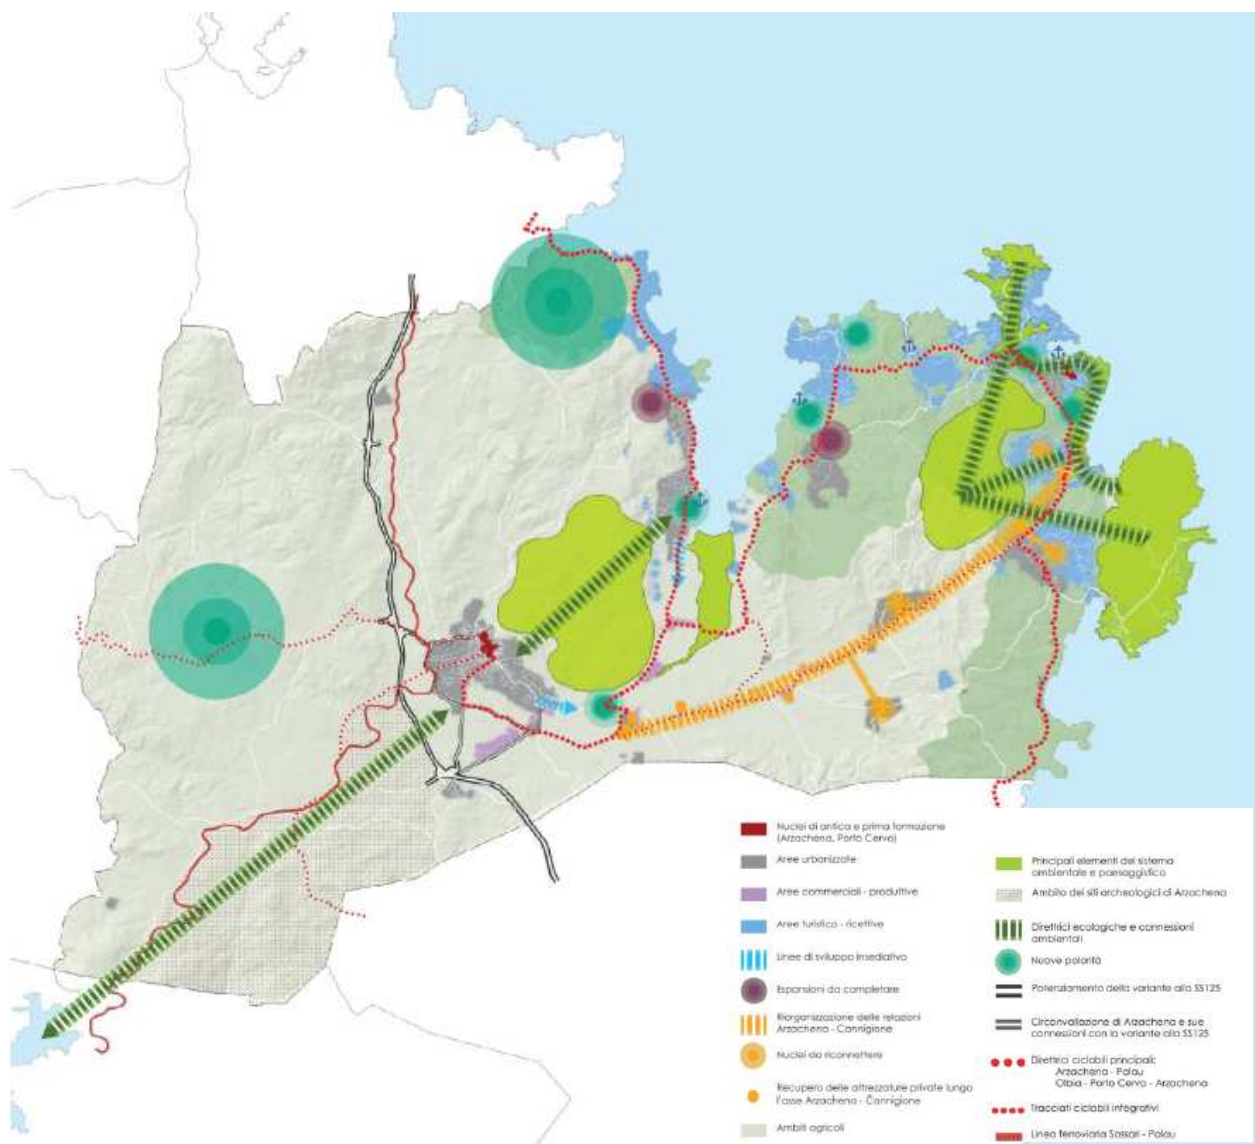 Nuclei di antica e prima formazione
(Arzachena, Porto Cervo)
Aree urbanizzate
Aree commerciali - produttive
Aree turistico - ricettive
Linee di sviluppo insediativo
Espansioni da completare
Riorganizzazione delle relazioni
Arzachena - Cannigione
Nuclei da riconnettere
Recupero delle attrezzature private lungo
l'asse Arzachena - Cannigione
Ambiti agricoli
Principali elementi del sistema
ambientale e paesaggistico
Ambito dei siti archeologici di Arzachena
Direttrici ecologiche e connessioni
ambientali
Nuove polarità
Potenziamento della variante alla SS125
Circonvallazione di Arzachena e sue
connessioni con la variante alla SS125
Direttrici ciclabili principali:
Arzachena - Palau
Olbia - Porto Cervo - Arzachena
Tracciati ciclabili integrativi
Linea ferroviaria Sassari - Palau